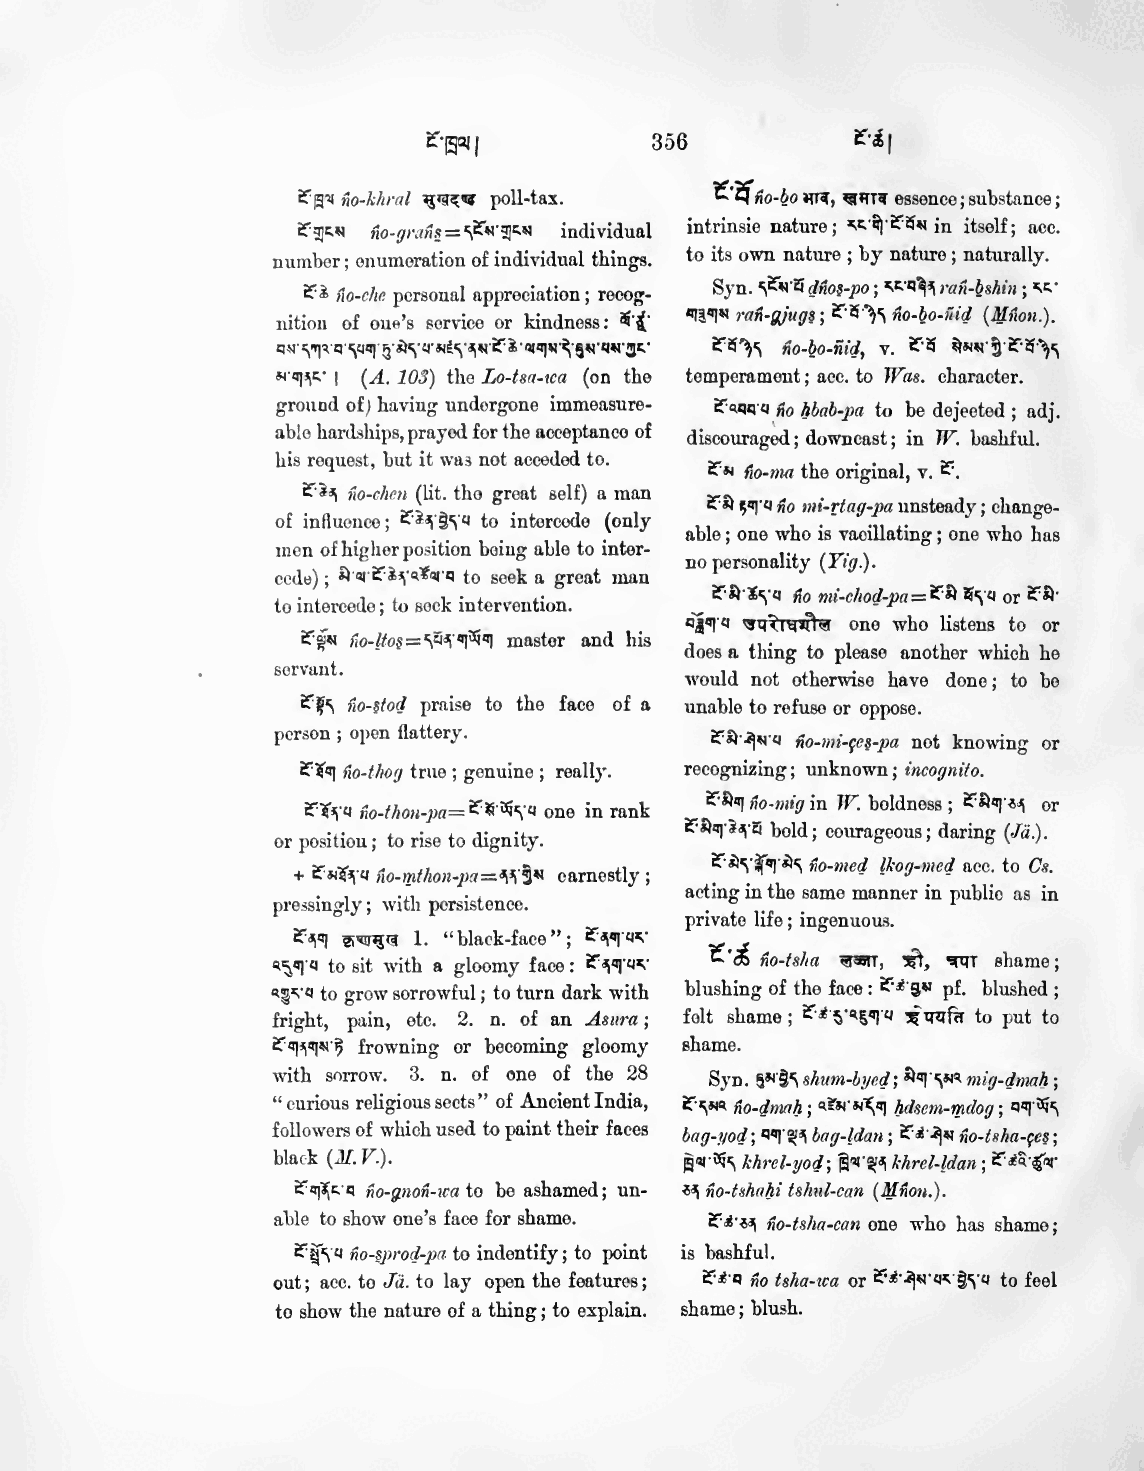 ངོ་ཁྲལ། 356 ངོ་ཚ།
ངོ་ཁྲལ ño-khral मुखदण्ड poll-tax.
ངོ་གྲངས ño-grañs=དངོས་གྲངས individual
number; enumeration of individual things.
ངོ་ཆེ ño-che personal appreciation; recog-
nition of one's service or kindness: ལོ་ཙྪ་
བས་དཀའ་བ་དཔག་ཏུ་མེད་པ་མཛད་ནས་ངོ་ཆེ་ལགས་དེ་ཞུས་པས་ཀྱང་
མ་གནང་། (A. 103) the Lo-tsa-wa (on the
ground of) having undergone immeasure-
able hardships, prayed for the acceptance of
his request, but it was not acceded to.
ངོ་ཆེན ño-chen (lit. the great self) a man
of influence; ངོ་ཆེན་བྱེད་པ to intercede (only
men of higher position being able to inter-
cede); མི་ལ་ངོ་ཆེན་འཚོལ་བ to seek a great man
to intercede; to seek intervention.
ངོ་ལྟོས ño-ltos=དཔོན་གཡོག master and his
servant.
ངོ་སྟོད ño-stod praise to the face of a
person; open flattery.
ངོ་ཐོག ño-thog true; genuine; really.
ངོ་ཐོན་པ ño-thon-pa=ངོ་སོ་ཡོད་པ one in rank
or position; to rise to dignity.
+ ངོ་མཐོན་པ ño-mthon-pa=ནན་གྱིས earnestly;
pressingly; with persistence.
ངོ་ནག कृष्णमुख 1. "black-face"; ངོ་ནག་པར་
འདུག་པ to sit with a gloomy face: ངོ་ནག་པར་
འགྱུར་བ to grow sorrowful; to turn dark with
fright, pain, etc. 2. n. of an Asura;
ངོ་གནགས་ཏེ frowning or becoming gloomy
with sorrow. 3. n. of one of the 28
"curious religious sects" of Ancient India,
followers of which used to paint their faces
black (M.V.).
ངོ་གནོང་བ ño-gnoñ-wa to be ashamed; un-
able to show one's face for shame.
ངོ་སྤྲོད་པ ño-sprod-pa to indentify; to point
out; acc. to Jä. to lay open the features;
to show the nature of a thing; to explain.
ངོ་བོ ño-bo भाव, स्वभाव essence; substance;
intrinsie nature; རང་གི་ངོ་བོས in itself; acc.
to its own nature; by nature; naturally.
Syn. དངོས་པོ dños-po; རང་བཞིན rañ-bshin; རང་
གཟུགས rañ-gjugs; ངོ་བོ་ཉིད ño-bo-ñid (Mñon.).
ངོ་བོ་ཉིད ño-bo-ñid, v. ངོ་བོ སེམས་ཀྱི་ངོ་བོ་ཉིད
temperament; acc. to Was. character.
ངོ་འབབ་པ ño hbab-pa to be dejected; adj.
discouraged; downcast; in W. bashful.
ངོ་མ ño-ma the original, v. ངོ་.
ངོ་མི་རྟག་པ ño mi-rtag-pa unsteady; change-
able; one who is vacillating; one who has
no personality (Yig.).
ངོ་མི་ཆོད་པ ño mi-chod-pa=ངོ་མི་ཆོད་པ or ངོ་མི་
བཟློག་པ उपरोधशील one who listens to or
does a thing to please another which he
would not otherwise have done; to be
unable to refuse or oppose.
ངོ་མི་ཤེས་པ ño-mi-çes-pa not knowing or
recognizing; unknown; incognito.
ངོ་མིག ño-mig in W. boldness; ངོ་མིག་ཅན or
ངོ་མིག་ཆེན་པོ bold; courageous; daring (Jä.).
ངོ་མེད་ལྐོག་མེད ño-med lkog-med acc. to Cs.
acting in the same manner in public as in
private life; ingenuous.
ངོ་ཚ ño-tsha लज्जा, ह्री, त्रपा shame;
blushing of the face: ངོ་ཚ་བྱས pf. blushed;
felt shame; ངོ་ཚ་རུ་འཇུག་པ ह्रेपयति to put to
shame.
Syn. ཞུམ་བྱེད shum-byed; མིག་དམའ mig-dmah;
ངོ་དམའ ño-dmah; འཛེམ་མདོག hdsem-mdog; བག་ཡོད
bag-yod; བག་ལྡན bag-ldan; ངོ་ཚ་ཤེས ño-tsha-çes;
ཁྲེལ་ཡོད khrel-yod; ཁྲེལ་ལྡན khrel-ldan; ངོ་ཚའི་ཚུལ་
ཅན ño-tshahi tshul-can (Mñon.).
ངོ་ཚ་ཅན ño-tsha-can one who has shame;
is bashful.
ངོ་ཚ་བ ño tsha-wa or ངོ་ཚ་ཤེས་པར་བྱེད་པ to feel
shame; blush.